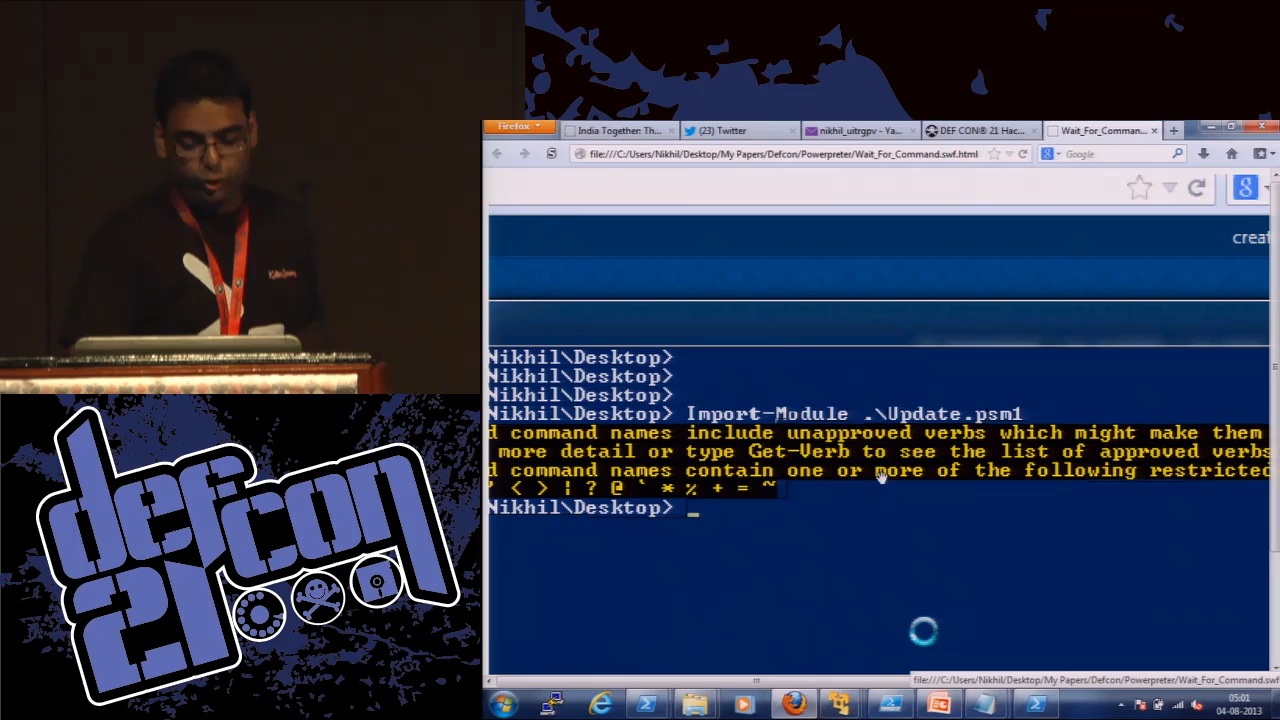 Firefox
India Together: Th...
(23) Twitter
nikhil_uitrgpv - Ya...
DEF CON® 21 Hac...
Wait_For_Comman...
file:///C:/Users/Nikhil/Desktop/My Papers/Defcon/Powerpreter/Wait_For_Command.swf.html
Google
8
creat
Nikhil\Desktop>
Nikhil\Desktop>
Nikhil\Desktop>
Nikhil\Desktop> Import-Module .\Update.psm1
d command names include unapproved verbs which might make them
more detail or type Get-Verb to see the list of approved verbs
d command names contain one or more of the following restricted
' < > | ? @ ` * % + = ~
Nikhil\Desktop> _
file:///C:/Users/Nikhil/Desktop/My Papers/Defcon/Powerpreter/Wait_For_Command.swf
05:01
04-08-2013
defcon
21